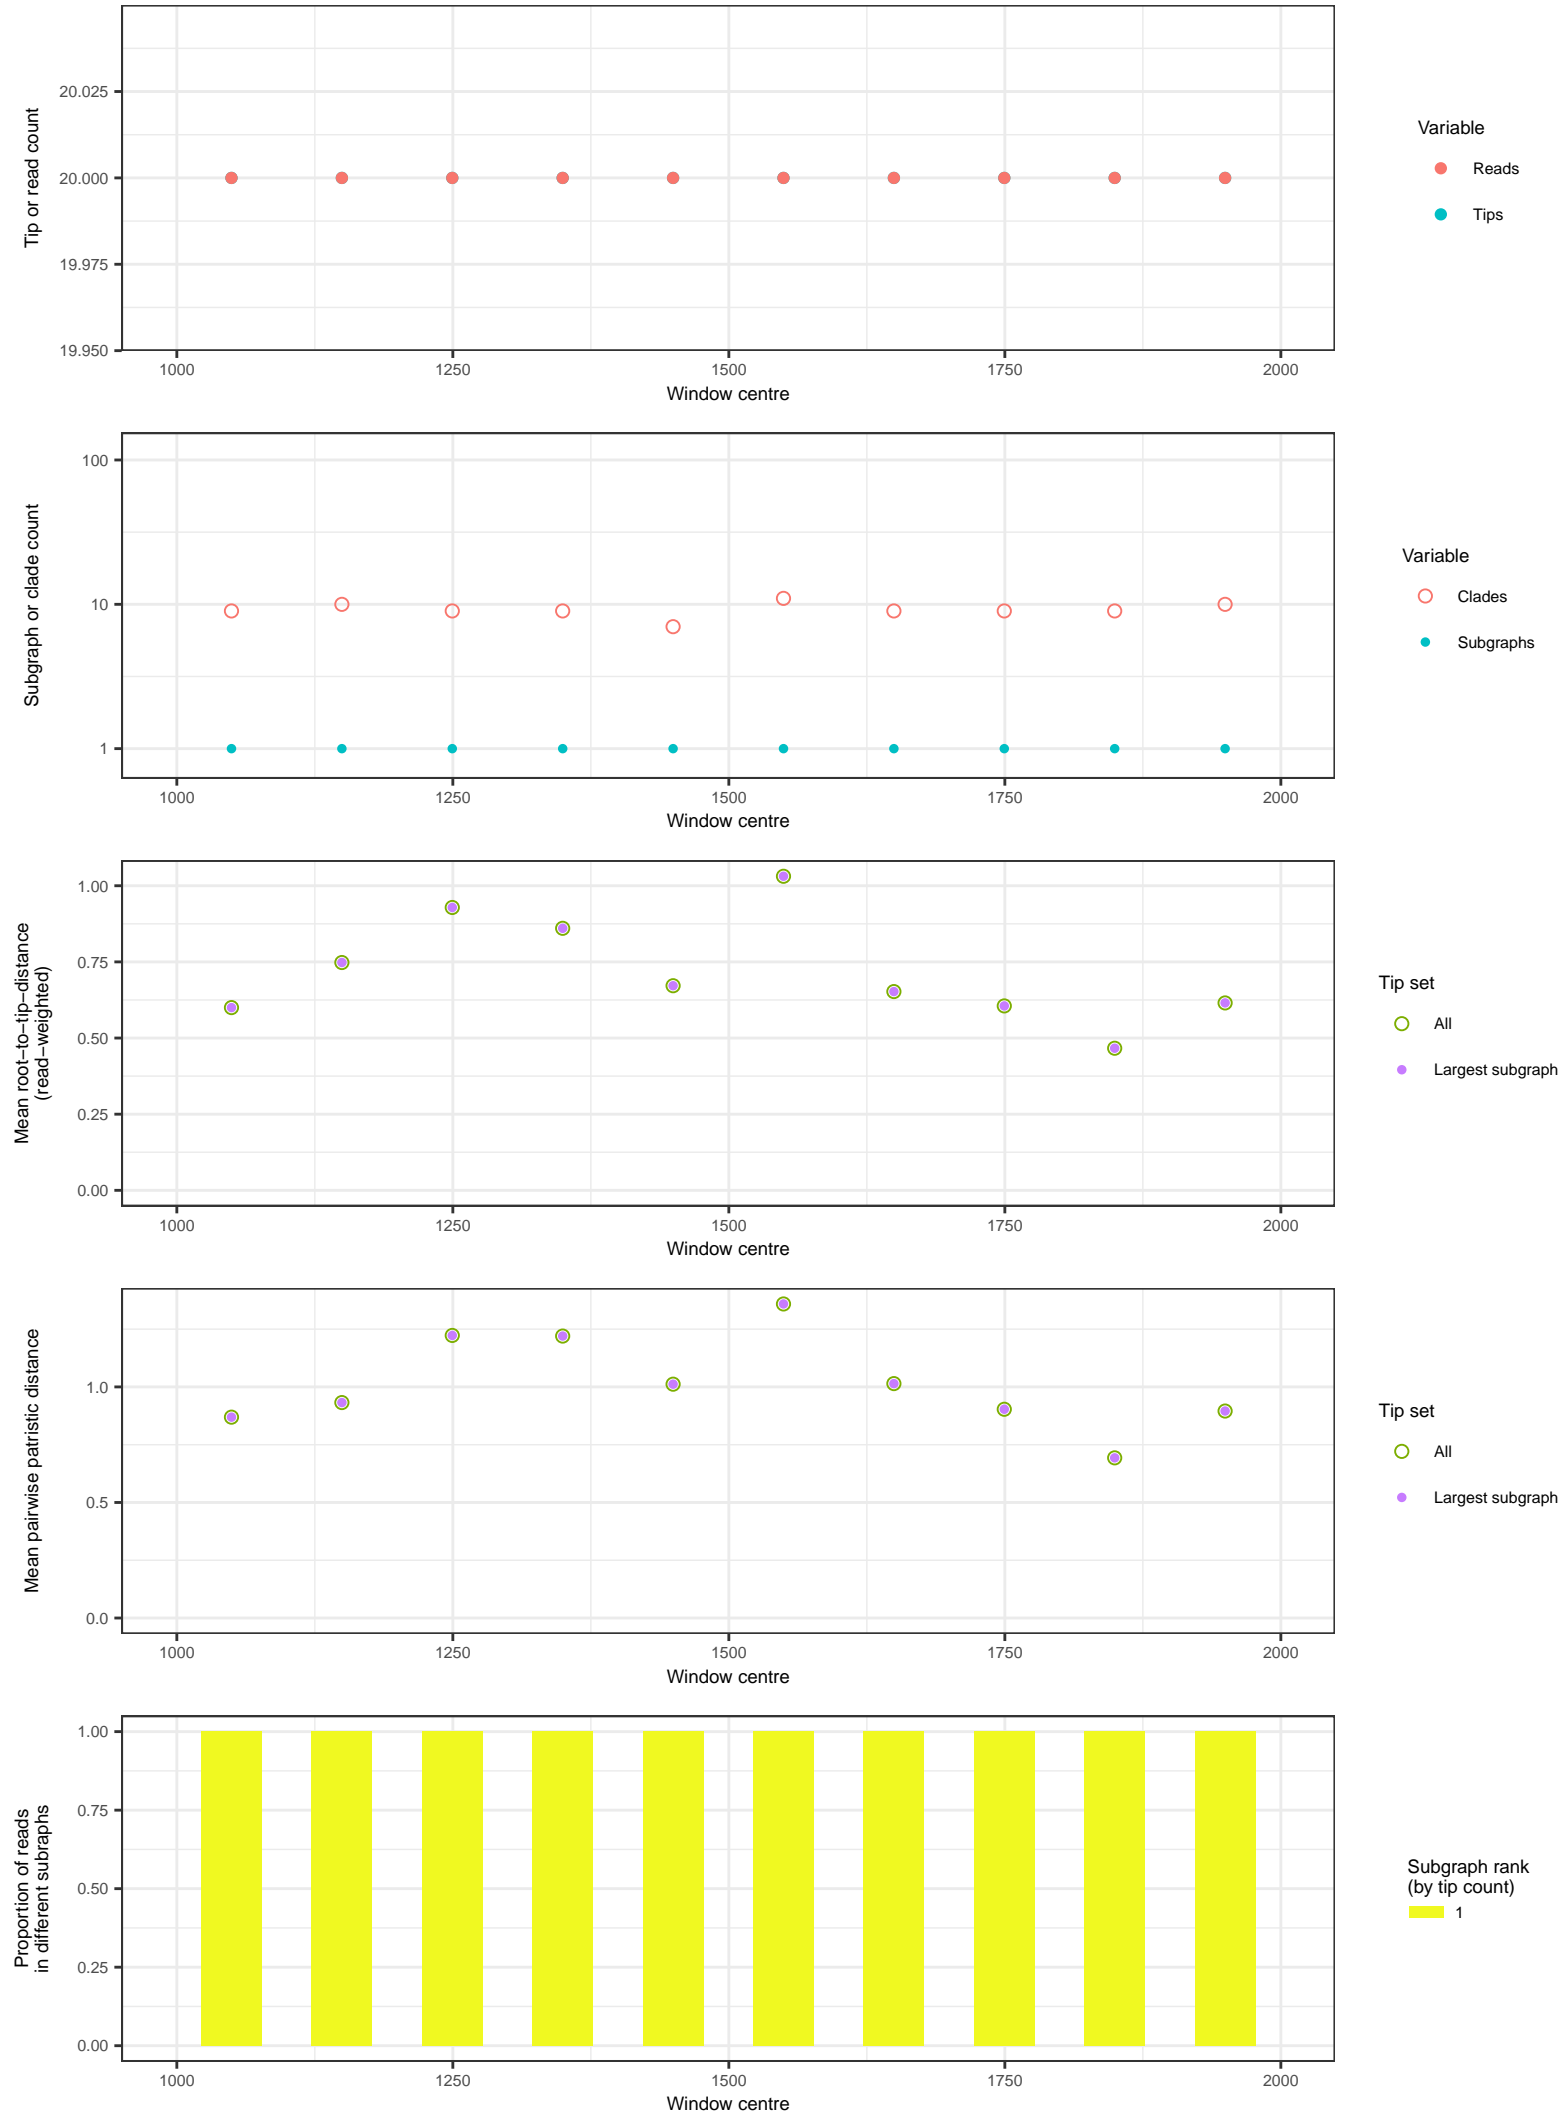 Tip or read count
20.025
20.000
19.975
19.950
1000 1250 1500 1750 2000
Window centre
Variable
Reads
Tips
Subgraph or clade count
100
10
1
1000 1250 1500 1750 2000
Window centre
Variable
Clades
Subgraphs
Mean root−to−tip−distance
(read−weighted)
1.00
0.75
0.50
0.25
0.00
1000 1250 1500 1750 2000
Window centre
Tip set
All
Largest subgraph
Mean pairwise patristic distance
1.0
0.5
0.0
1000 1250 1500 1750 2000
Window centre
Tip set
All
Largest subgraph
Proportion of reads
in different subraphs
1.00
0.75
0.50
0.25
0.00
1000 1250 1500 1750 2000
Window centre
Subgraph rank
(by tip count)
1